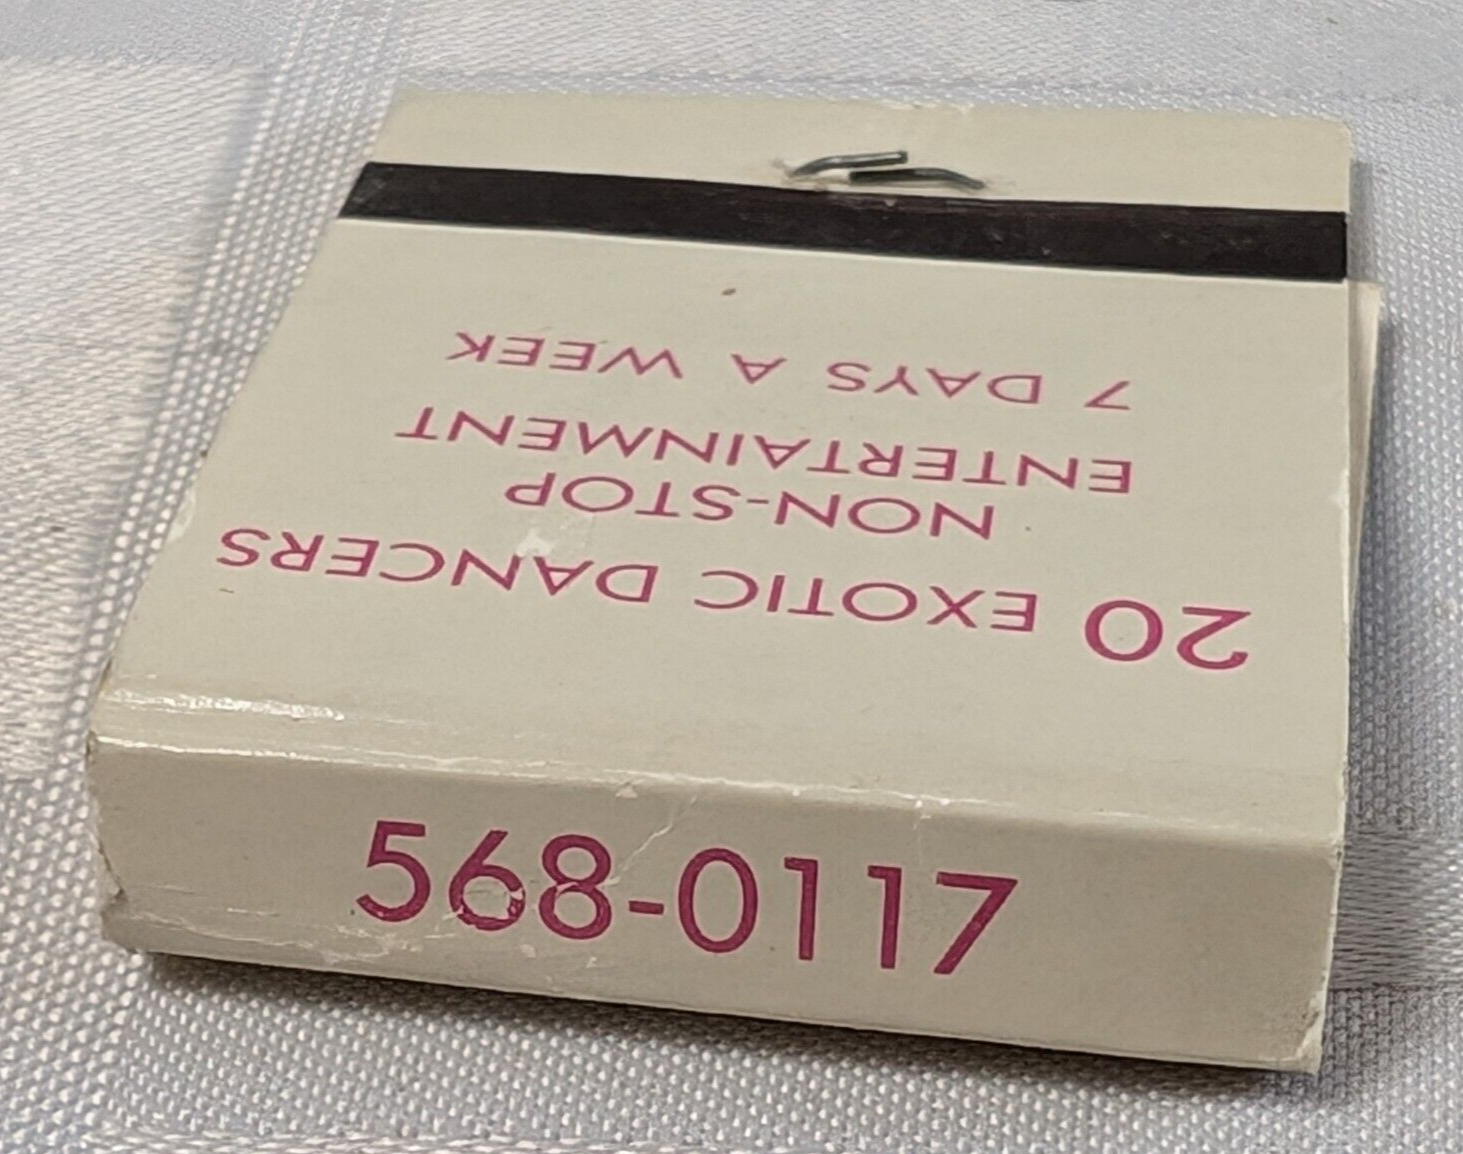 20 EXOTIC DANCERS
NON-STOP
ENTERTAINMENT
7 DAYS A WEEK
568-0117